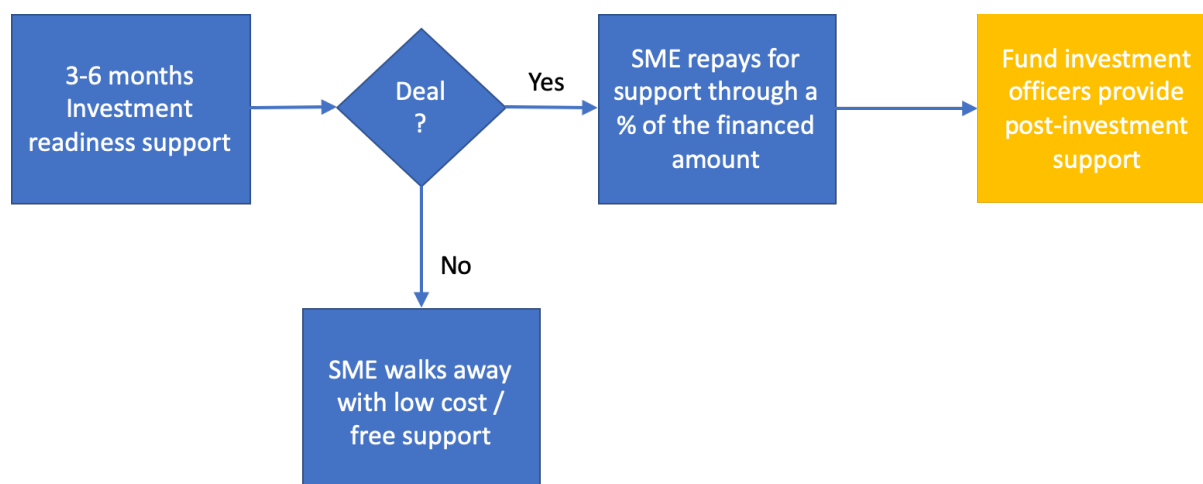 3-6 months
Investment
readiness support
Deal
?
Yes
SME repays for
support through a
% of the financed
amount
Fund investment
officers provide
post-investment
support
No
SME walks away
with low cost /
free support